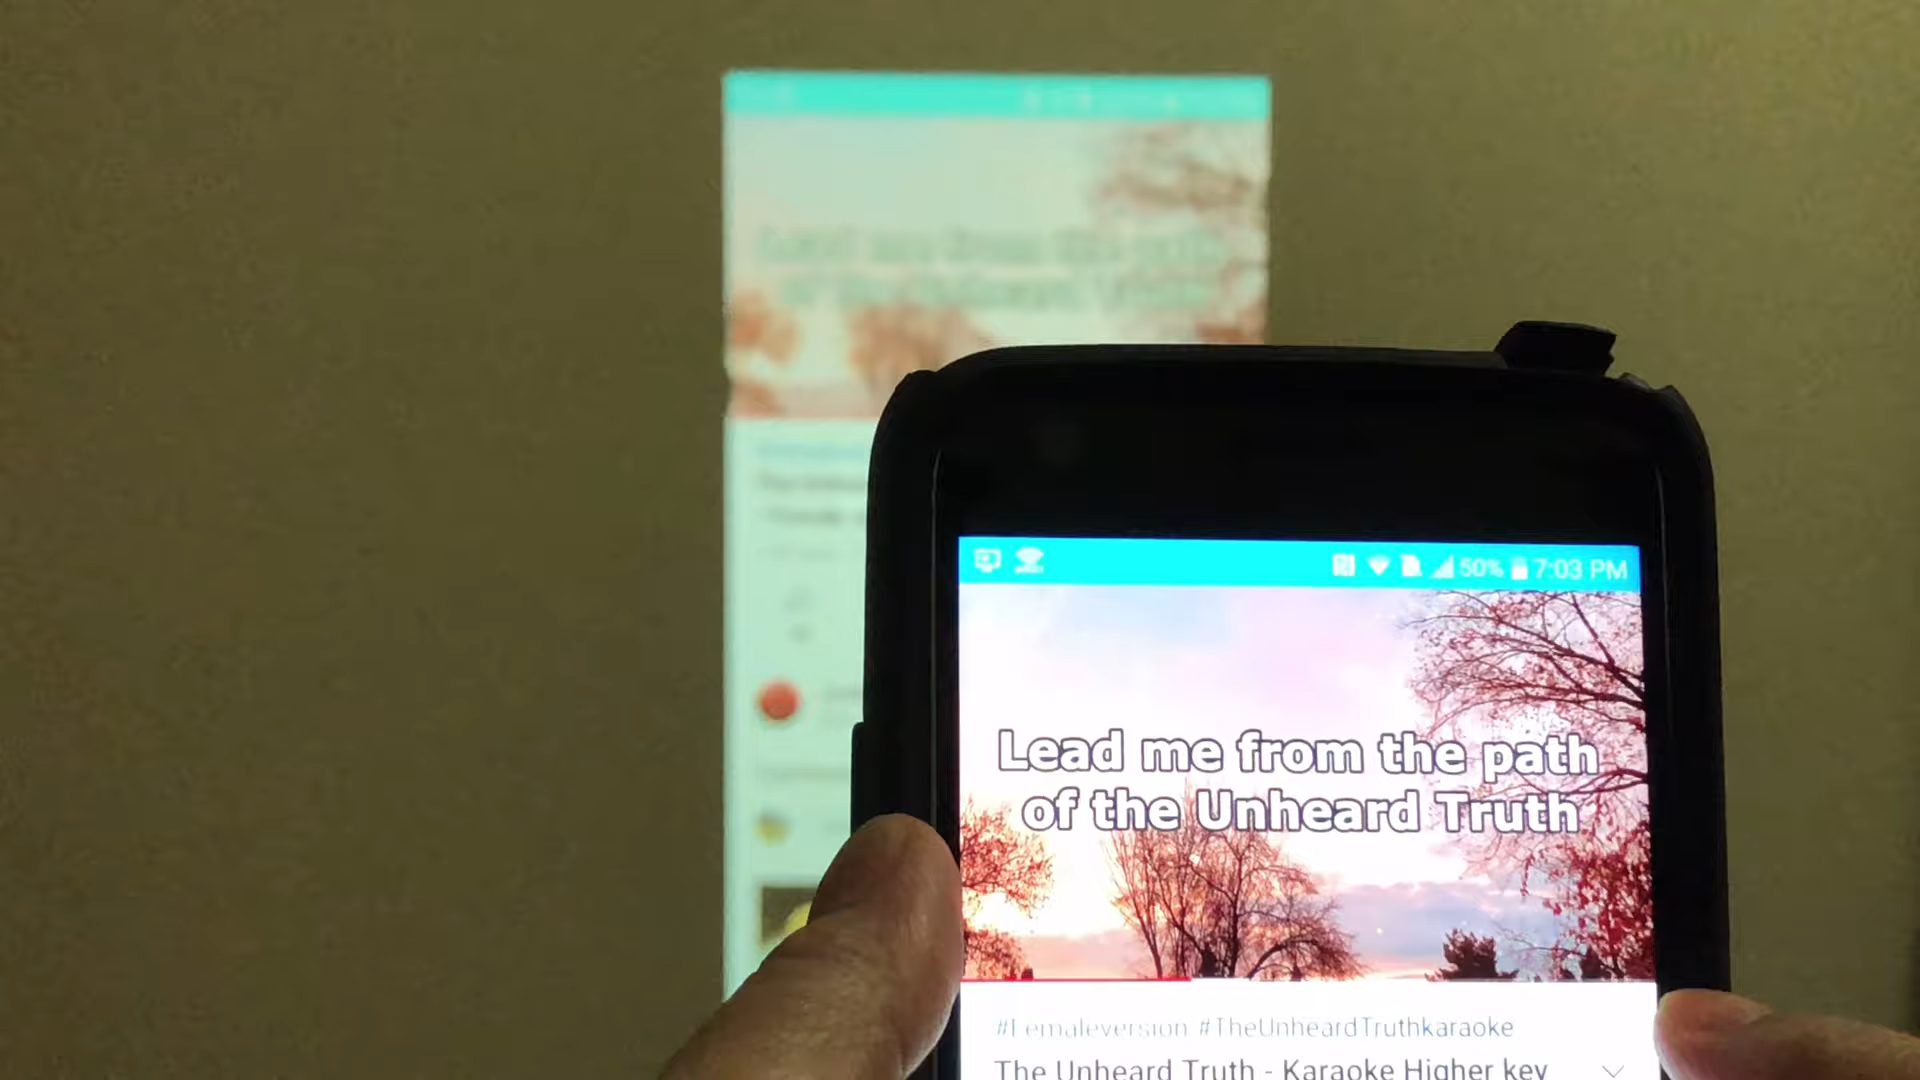 50% 7:03 PM
Lead me from the path
of the Unheard Truth
#Femaleversion #TheUnheardTruthkaraoke
The Unheard Truth - Karaoke Higher key